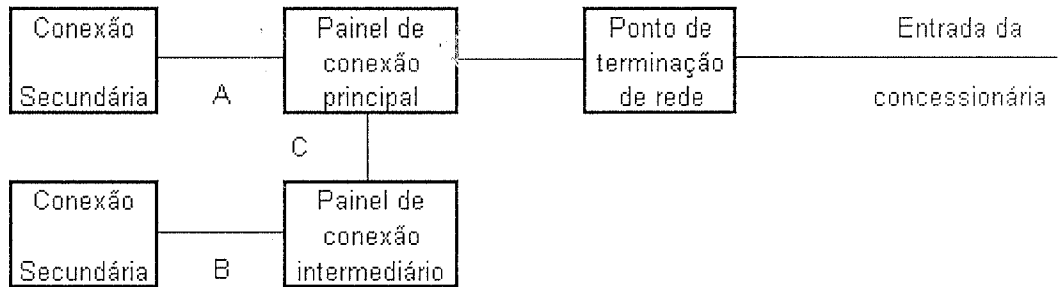 Conexão
Secundária
A
Painel de
conexão
principal
Ponto de
terminação
de rede
Entrada da
concessionária
C
Conexão
Secundária
B
Painel de
conexão
intermediário